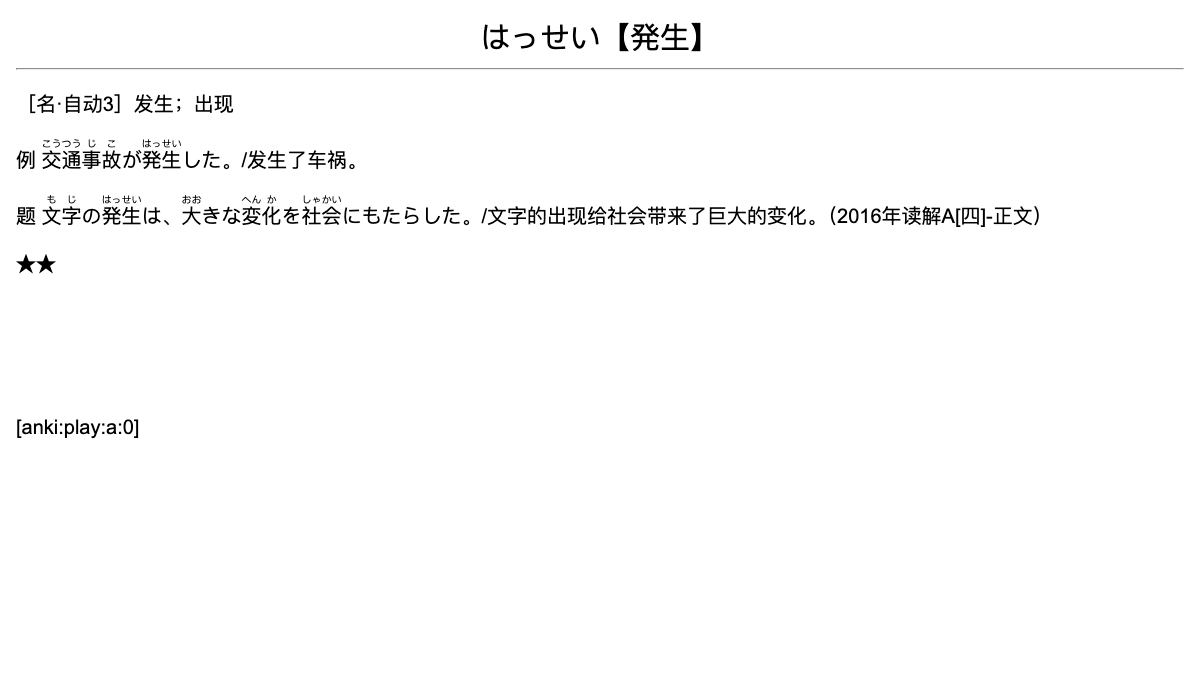 はっせい【発生】
［名·自动3］发生；出现
こうつう じ こ はっせい
例 交通事故が発生した。/发生了车祸。
も じ はっせい おお へん か しゃかい
题 文字の発生は、大きな変化を社会にもたらした。/文字的出现给社会带来了巨大的变化。（2016年读解A[四]-正文）
★★
[anki:play:a:0]